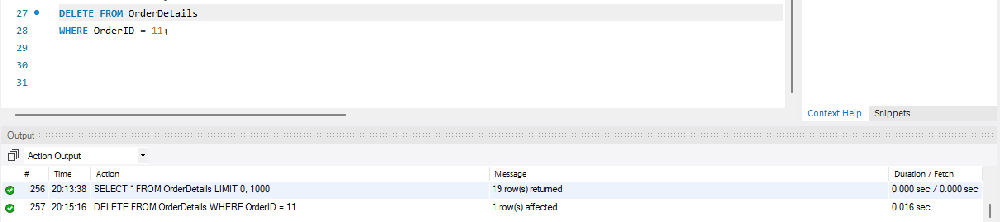 27 DELETE FROM OrderDetails
28 WHERE OrderID = 11;
29
30
31
Context Help Snippets
Output
Action Output
# Time Action Message Duration / Fetch
256 20:13:38 SELECT * FROM OrderDetails LIMIT 0, 1000 19 row(s) returned 0.000 sec / 0.000 sec
257 20:15:16 DELETE FROM OrderDetails WHERE OrderID = 11 1 row(s) affected 0.016 sec